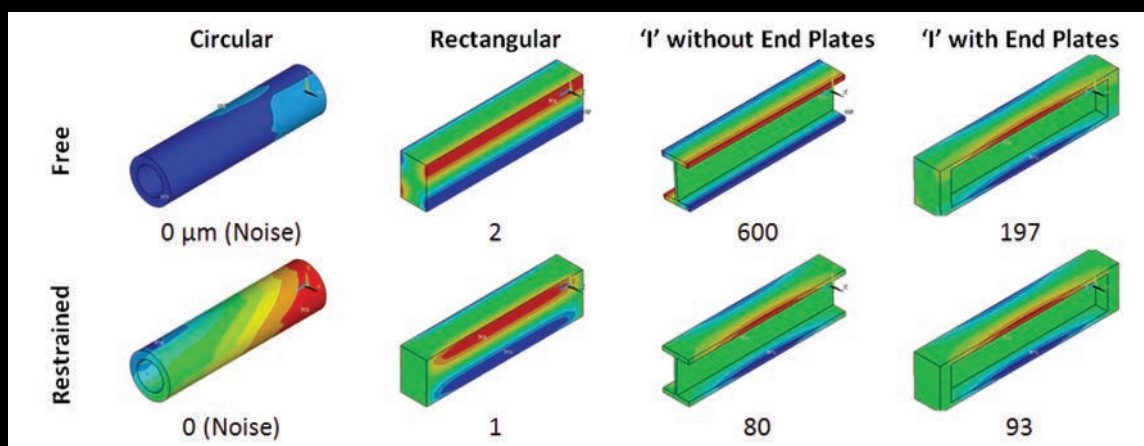 Circular Rectangular 'I' without End Plates 'I' with End Plates
Free
0 µm (Noise) 2 600 197
Restrained
0 (Noise) 1 80 93